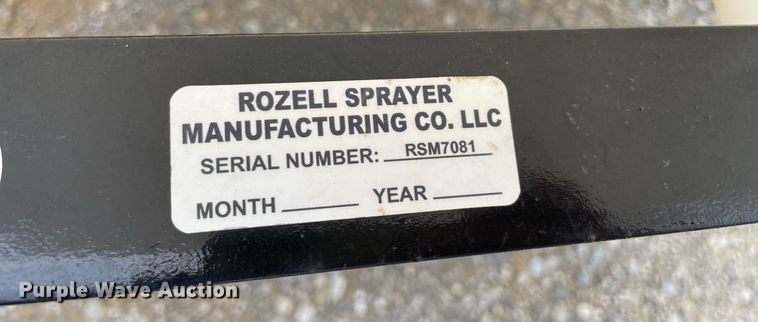 ROZELL SPRAYER
MANUFACTURING CO. LLC
SERIAL NUMBER: RSM7081
MONTH YEAR
Purple Wave Auction